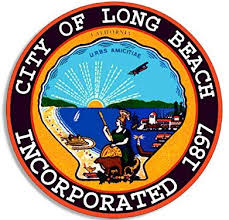 CITY OF LONG BEACH
CALIFORNIA
URBS AMICITIAE
INCORPORATED 1897